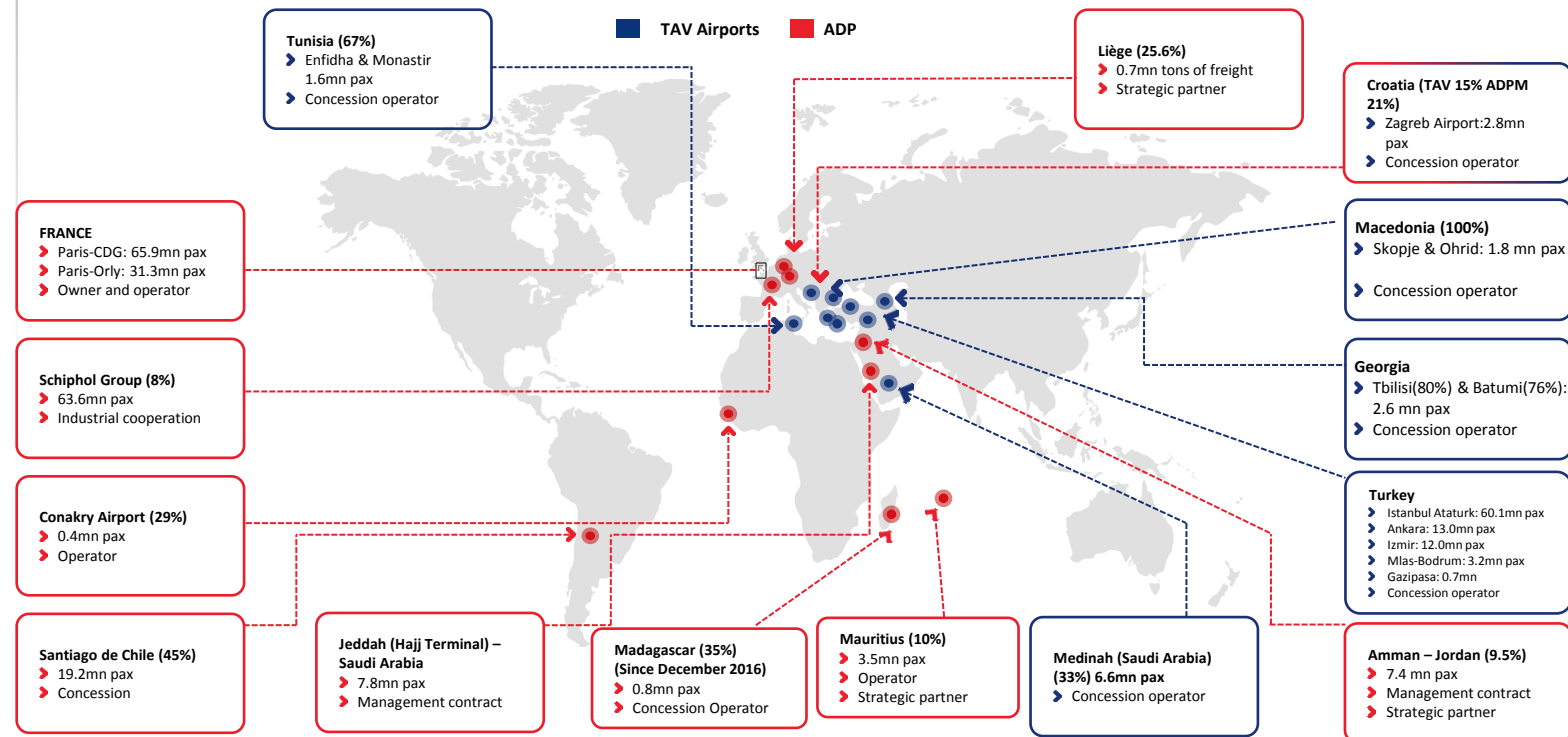 TAV Airports
ADP
Tunisia (67%)
Enfidha & Monastir
1.6mn pax
Concession operator
Liège (25.6%)
0.7mn tons of freight
Strategic partner
Croatia (TAV 15% ADPM
21%)
Zagreb Airport:2.8mn
pax
Concession operator
FRANCE
Paris-CDG: 65.9mn pax
Paris-Orly: 31.3mn pax
Owner and operator
Macedonia (100%)
Skopje & Ohrid: 1.8 mn pax
Concession operator
Schiphol Group (8%)
63.6mn pax
Industrial cooperation
Georgia
Tbilisi(80%) & Batumi(76%):
2.6 mn pax
Concession operator
Conakry Airport (29%)
0.4mn pax
Operator
Turkey
Istanbul Ataturk: 60.1mn pax
Ankara: 13.0mn pax
Izmir: 12.0mn pax
Mlas-Bodrum: 3.2mn pax
Gazipasa: 0.7mn
Concession operator
Santiago de Chile (45%)
19.2mn pax
Concession
Jeddah (Hajj Terminal) –
Saudi Arabia
7.8mn pax
Management contract
Madagascar (35%)
(Since December 2016)
0.8mn pax
Concession Operator
Mauritius (10%)
3.5mn pax
Operator
Strategic partner
Medinah (Saudi Arabia)
(33%) 6.6mn pax
Concession operator
Amman – Jordan (9.5%)
7.4 mn pax
Management contract
Strategic partner